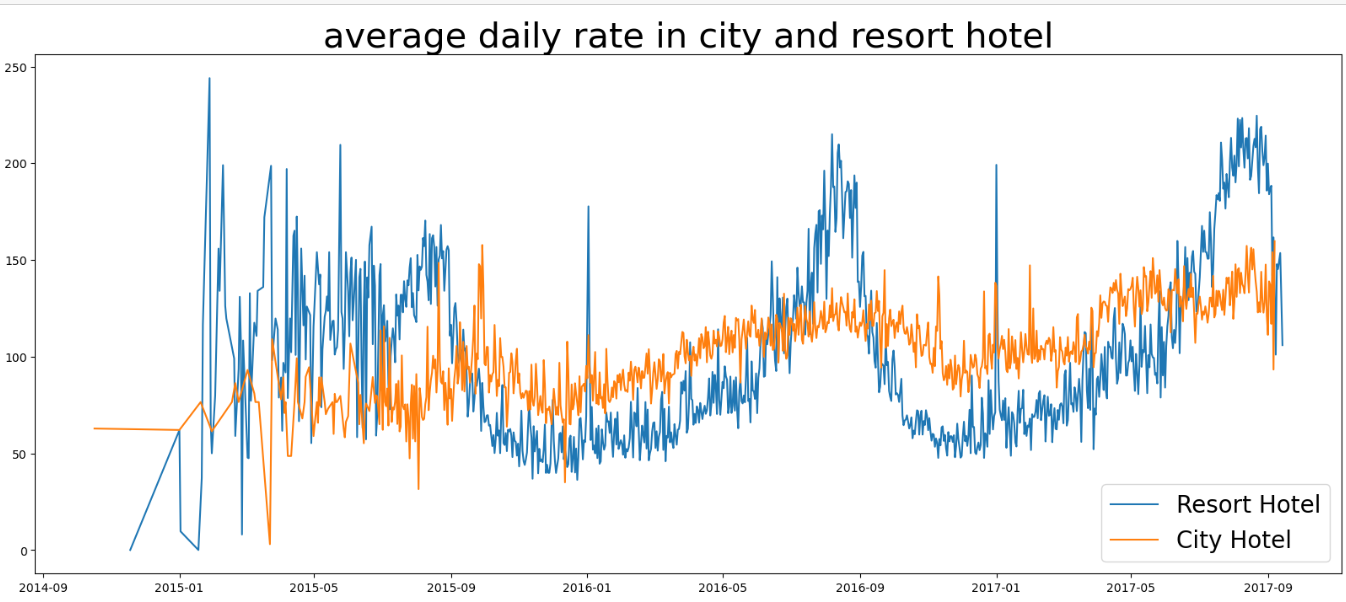 average daily rate in city and resort hotel
250
200
150
100
50
0
2014-09 2015-01 2015-05 2015-09 2016-01 2016-05 2016-09 2017-01 2017-05 2017-09
Resort Hotel
City Hotel